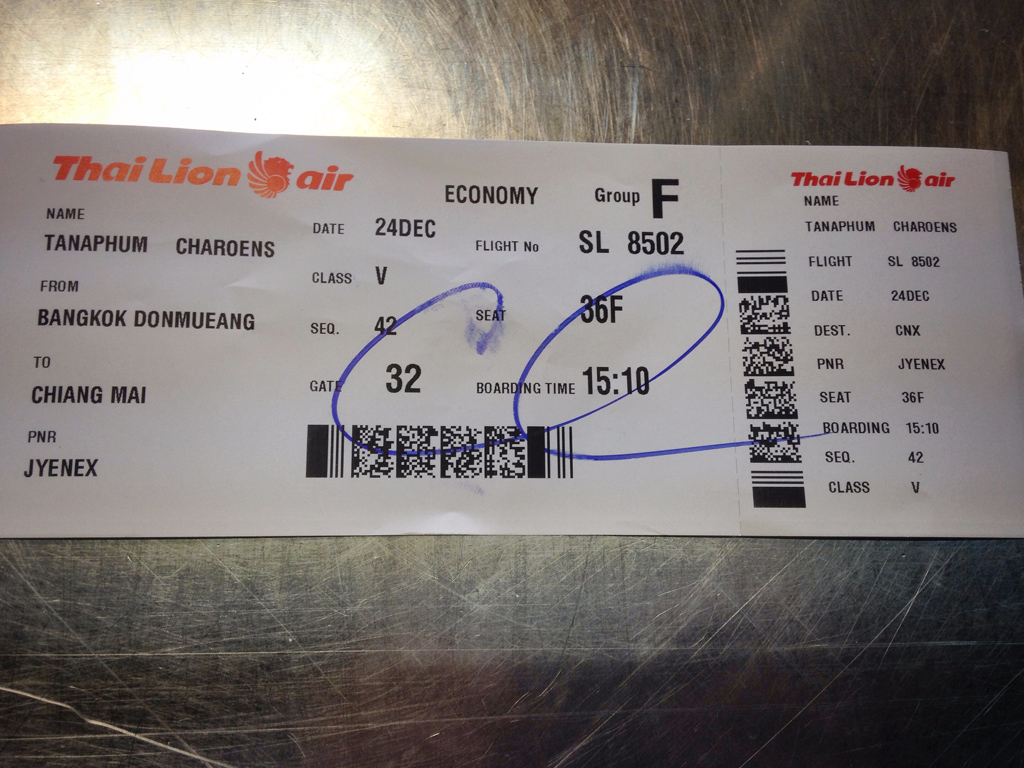 Thai Lion air
ECONOMY
Group F
NAME
TANAPHUM CHAROENS
DATE 24DEC
FLIGHT No SL 8502
CLASS V
FROM
BANGKOK DONMUEANG
SEQ. 42
SEAT 36F
TO
CHIANG MAI
GATE 32
BOARDING TIME 15:10
PNR
JYENEX
Thai Lion air
NAME
TANAPHUM CHAROENS
FLIGHT SL 8502
DATE 24DEC
DEST. CNX
PNR JYENEX
SEAT 36F
BOARDING 15:10
SEQ. 42
CLASS V